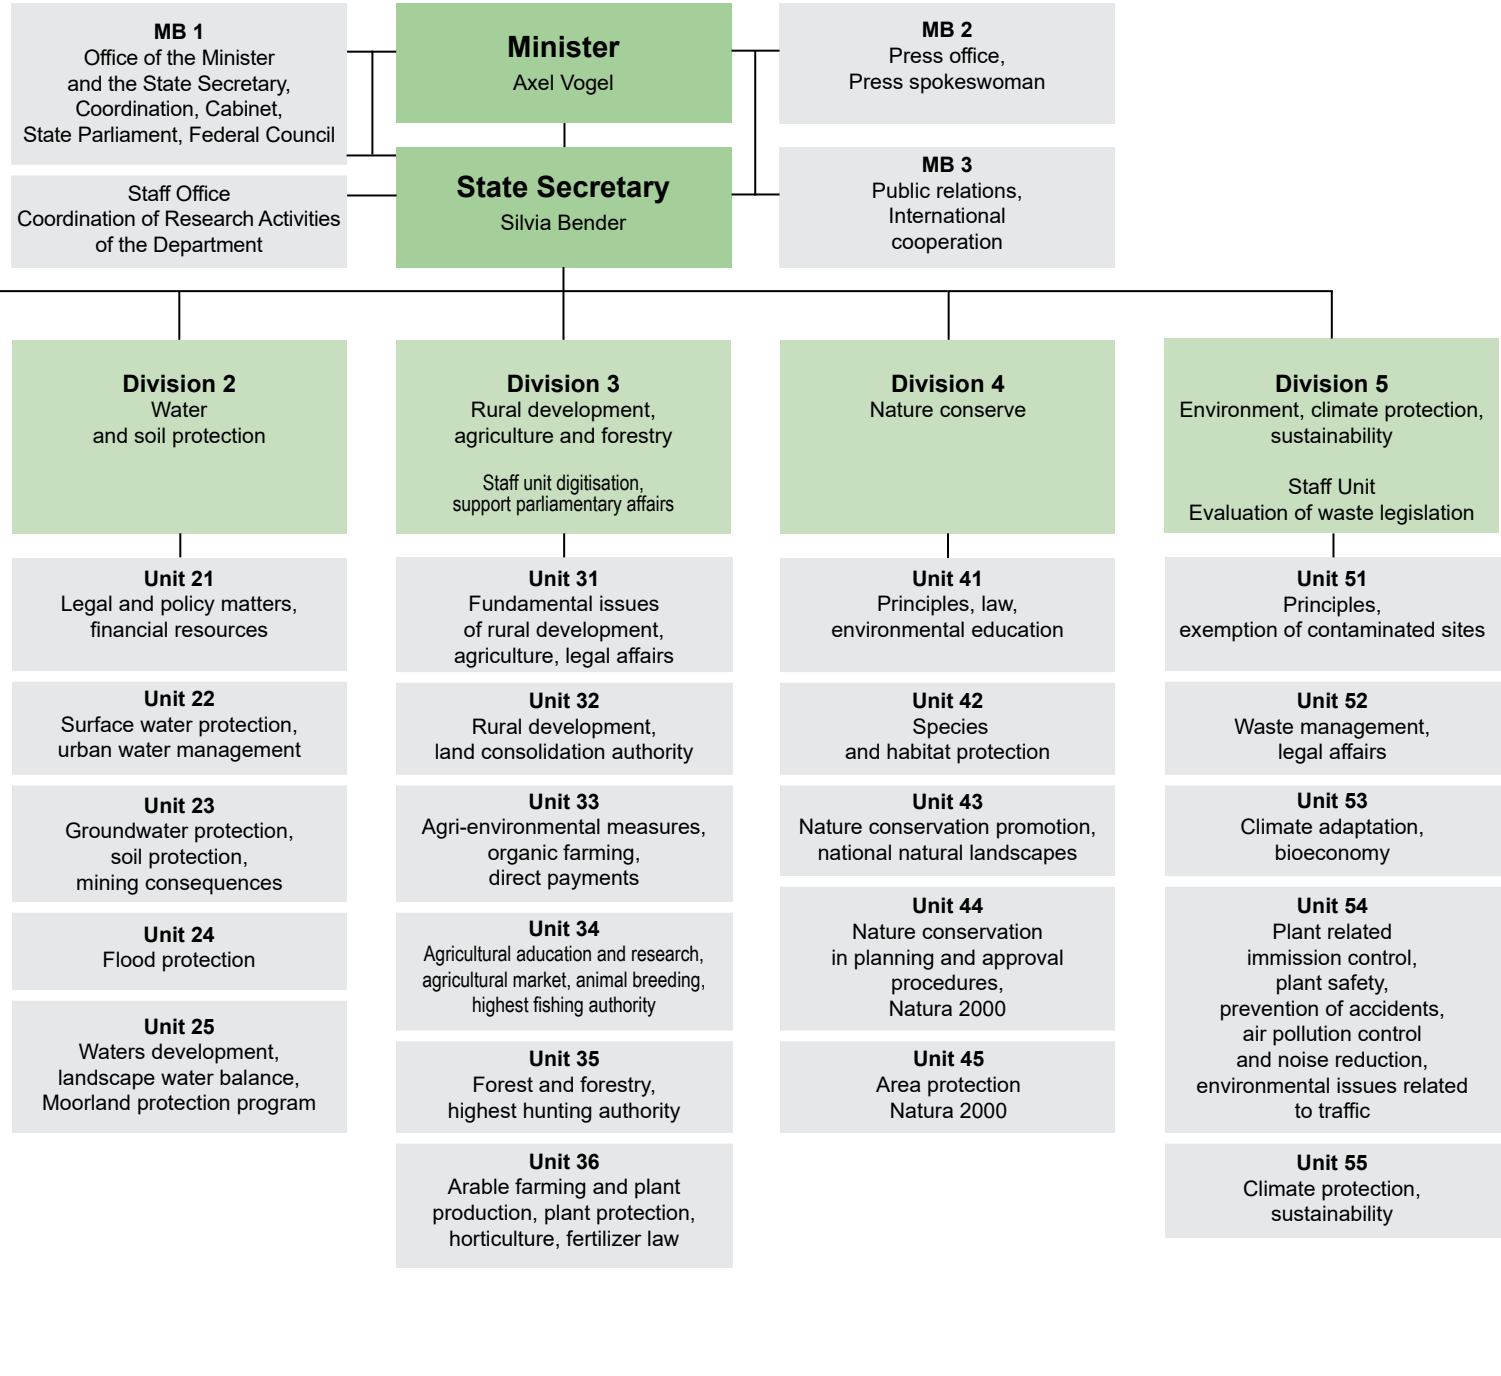 MB 1
Office of the Minister
and the State Secretary,
Coordination, Cabinet,
State Parliament, Federal Council
Minister
Axel Vogel
MB 2
Press office,
Press spokeswoman
Staff Office
Coordination of Research Activities
of the Department
State Secretary
Silvia Bender
MB 3
Public relations,
International
cooperation
Division 2
Water
and soil protection
Unit 21
Legal and policy matters,
financial resources
Unit 22
Surface water protection,
urban water management
Unit 23
Groundwater protection,
soil protection,
mining consequences
Unit 24
Flood protection
Unit 25
Waters development,
landscape water balance,
Moorland protection program
Division 3
Rural development,
agriculture and forestry
Staff unit digitisation,
support parliamentary affairs
Unit 31
Fundamental issues
of rural development,
agriculture, legal affairs
Unit 32
Rural development,
land consolidation authority
Unit 33
Agri-environmental measures,
organic farming,
direct payments
Unit 34
Agricultural aducation and research,
agricultural market, animal breeding,
highest fishing authority
Unit 35
Forest and forestry,
highest hunting authority
Unit 36
Arable farming and plant
production, plant protection,
horticulture, fertilizer law
Division 4
Nature conserve
Unit 41
Principles, law,
environmental education
Unit 42
Species
and habitat protection
Unit 43
Nature conservation promotion,
national natural landscapes
Unit 44
Nature conservation
in planning and approval
procedures,
Natura 2000
Unit 45
Area protection
Natura 2000
Division 5
Environment, climate protection,
sustainability
Staff Unit
Evaluation of waste legislation
Unit 51
Principles,
exemption of contaminated sites
Unit 52
Waste management,
legal affairs
Unit 53
Climate adaptation,
bioeconomy
Unit 54
Plant related
immission control,
plant safety,
prevention of accidents,
air pollution control
and noise reduction,
environmental issues related
to traffic
Unit 55
Climate protection,
sustainability